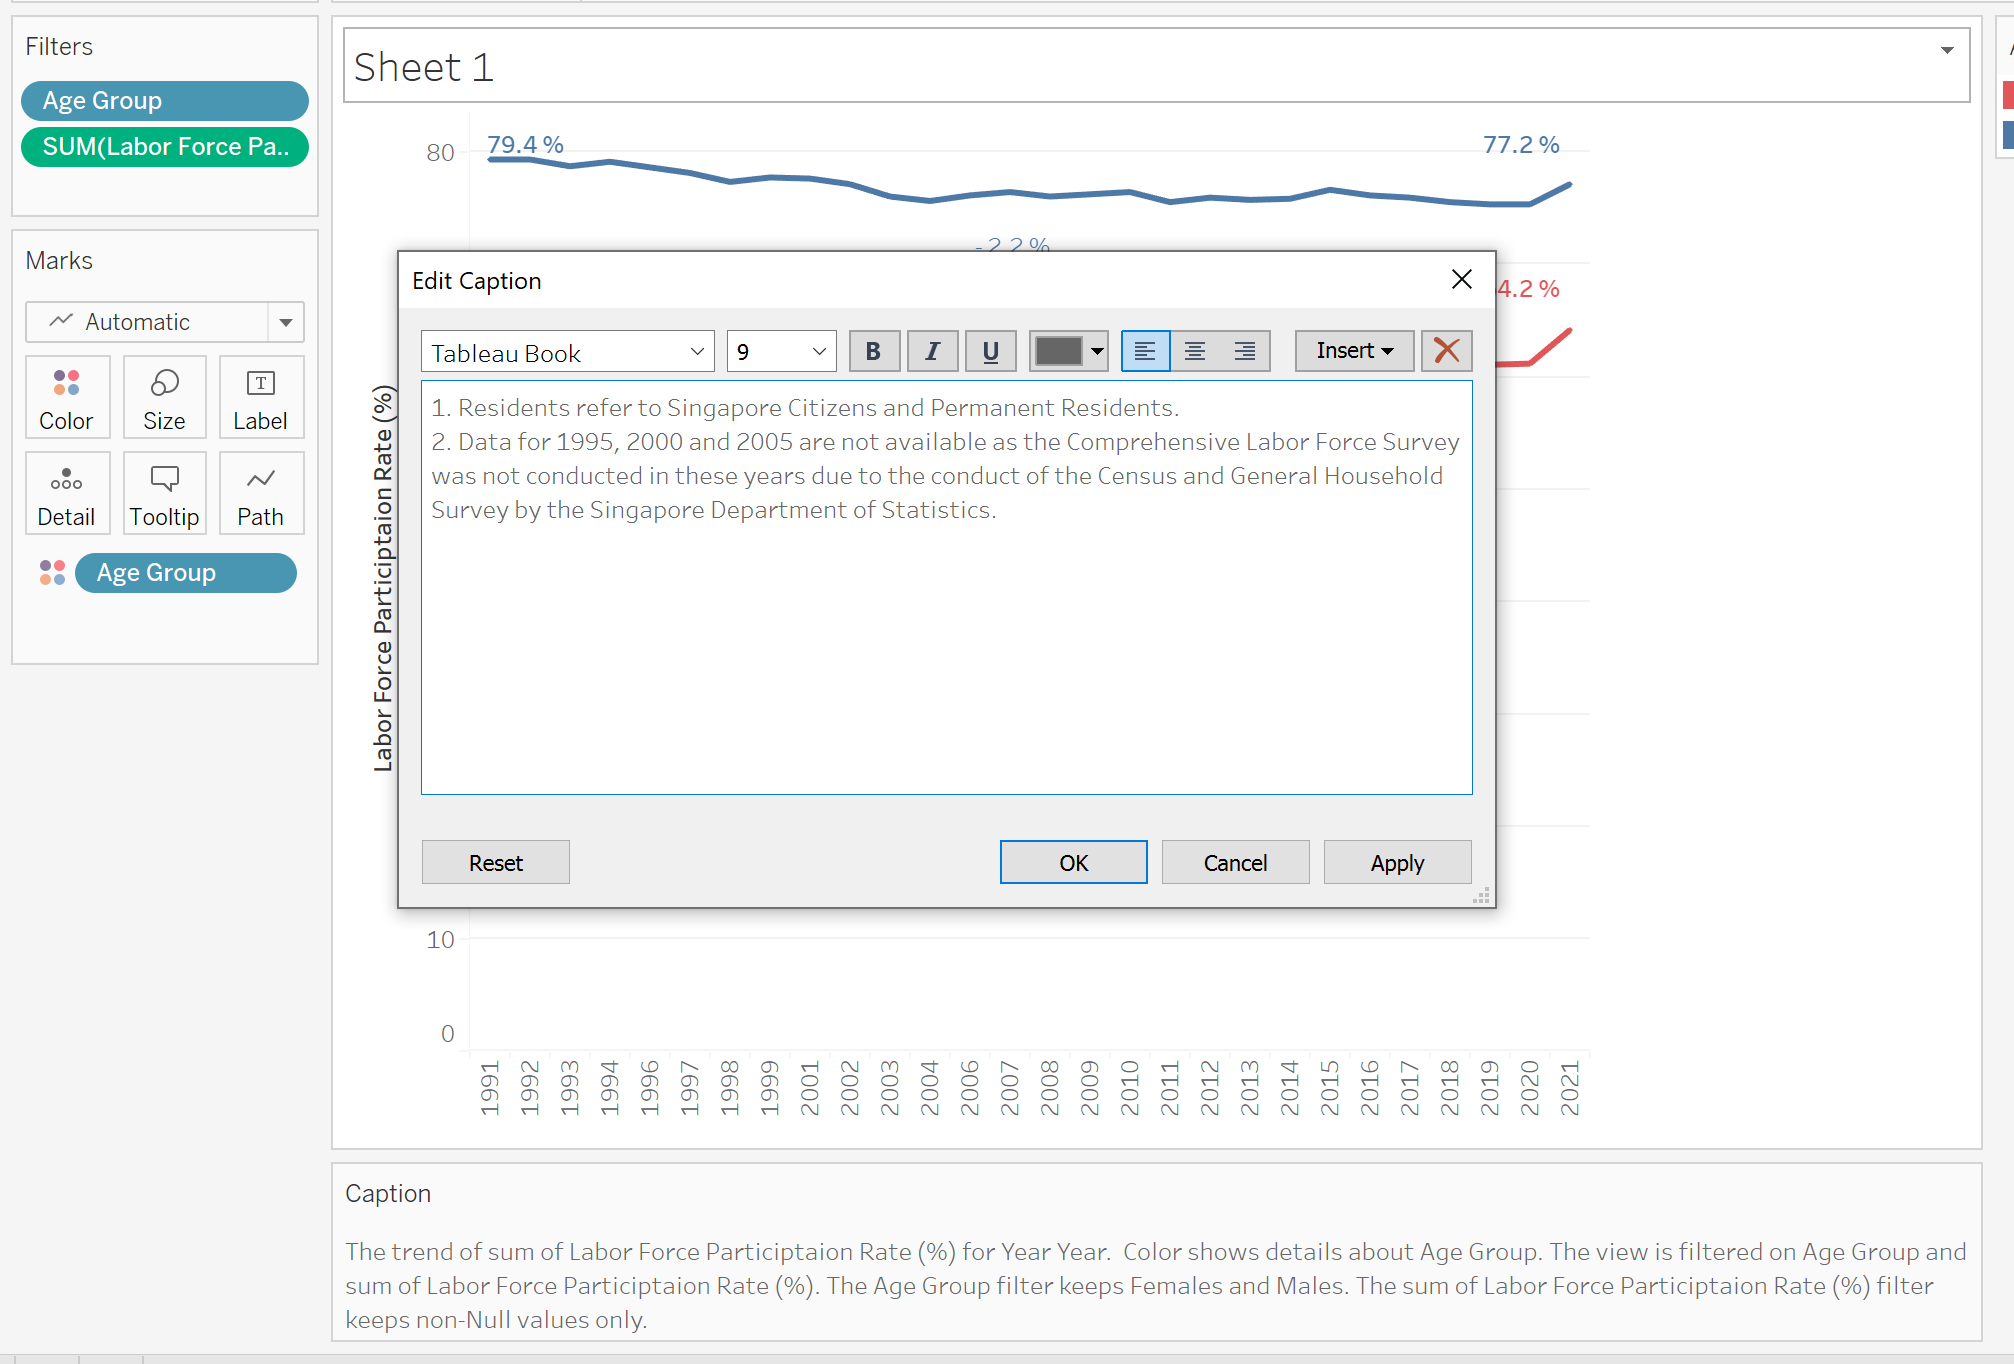 Filters
Age Group
SUM(Labor Force Pa..
Marks
Automatic
Color
Size
Label
Detail
Tooltip
Path
Age Group
Sheet 1
80
79.4 %
77.2 %
- 2.2 %
4.2 %
Labor Force Participtaion Rate (%)
Edit Caption
Tableau Book
9
B
I
U
Insert
1. Residents refer to Singapore Citizens and Permanent Residents.
2. Data for 1995, 2000 and 2005 are not available as the Comprehensive Labor Force Survey
was not conducted in these years due to the conduct of the Census and General Household
Survey by the Singapore Department of Statistics.
Reset
OK
Cancel
Apply
10
0
1991
1992
1993
1994
1996
1997
1998
1999
2001
2002
2003
2004
2006
2007
2008
2009
2010
2011
2012
2013
2014
2015
2016
2017
2018
2019
2020
2021
Caption
The trend of sum of Labor Force Participtaion Rate (%) for Year Year.  Color shows details about Age Group. The view is filtered on Age Group and
sum of Labor Force Participtaion Rate (%). The Age Group filter keeps Females and Males. The sum of Labor Force Participtaion Rate (%) filter
keeps non-Null values only.